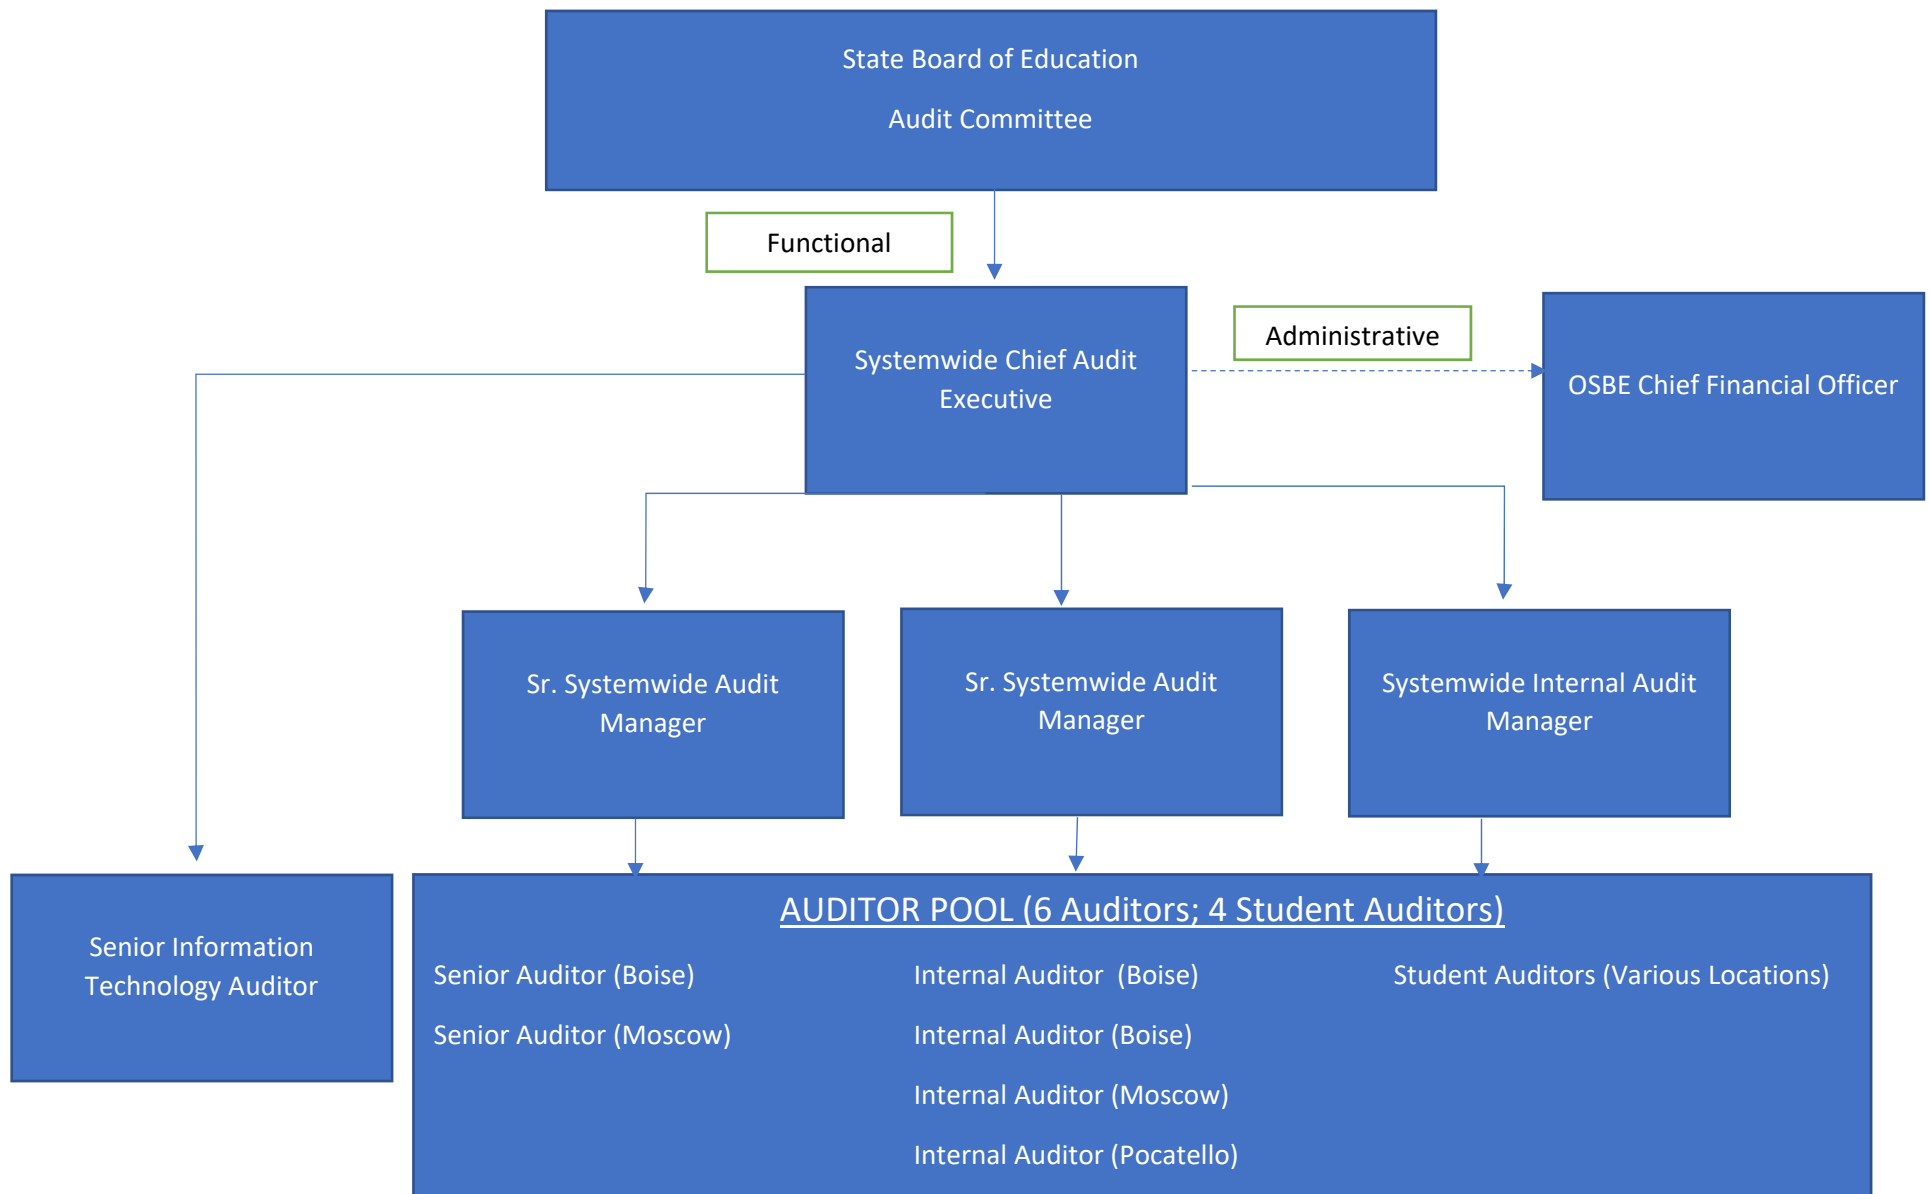 State Board of Education
Audit Committee
Functional
Systemwide Chief Audit
Executive
Administrative
OSBE Chief Financial Officer
Sr. Systemwide Audit
Manager
Sr. Systemwide Audit
Manager
Systemwide Internal Audit
Manager
Senior Information
Technology Auditor
AUDITOR POOL (6 Auditors; 4 Student Auditors)
Senior Auditor (Boise)
Senior Auditor (Moscow)
Internal Auditor (Boise)
Internal Auditor (Boise)
Internal Auditor (Moscow)
Internal Auditor (Pocatello)
Student Auditors (Various Locations)